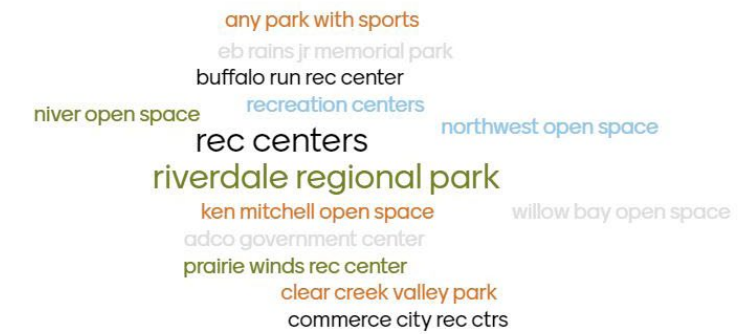 any park with sports
eb rains jr memorial park
buffalo run rec center
recreation centers
niver open space
northwest open space
rec centers
riverdale regional park
ken mitchell open space
willow bay open space
adco government center
prairie winds rec center
clear creek valley park
commerce city rec ctrs